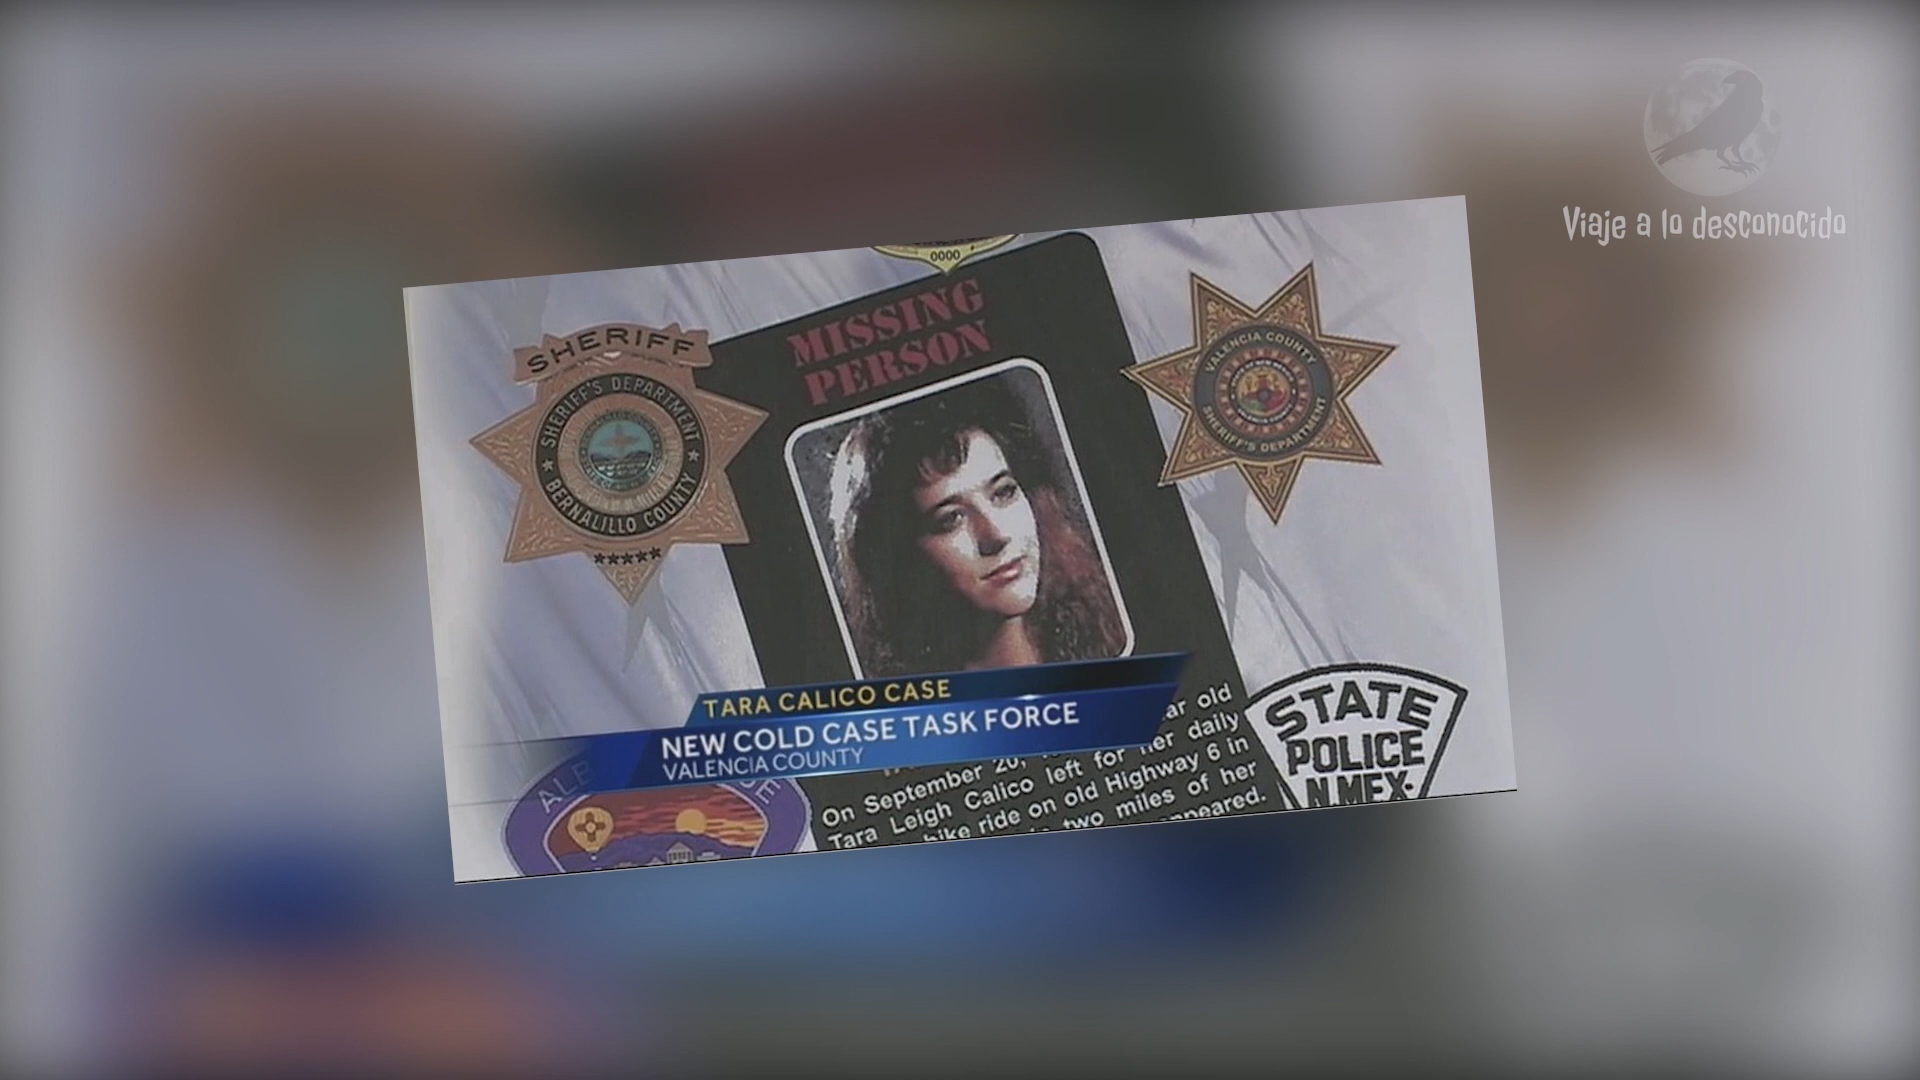 Viaje a lo desconocido
0000
MISSING
PERSON
SHERIFF
SHERIFF'S DEPARTMENT
BERNALILLO COUNTY
VALENCIA COUNTY
SHERIFF'S DEPARTMENT
TARA CALICO CASE
NEW COLD CASE TASK FORCE
VALENCIA COUNTY
old
On September 20, her daily
Tara Leigh Calico left for old Highway 6 in
bike ride on two miles of her
STATE
POLICE
N.MEX.